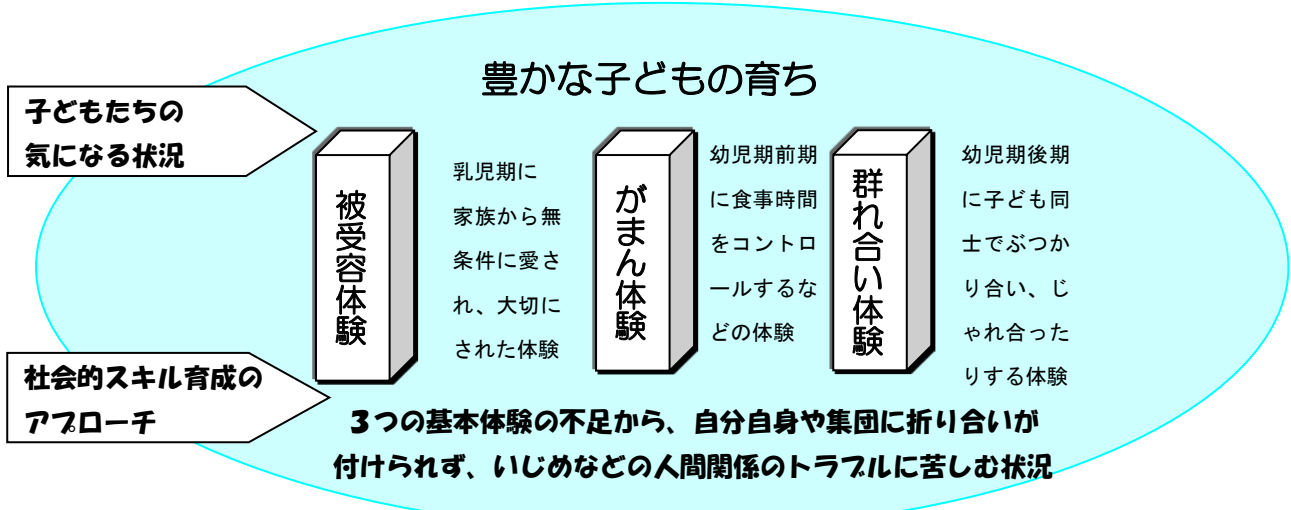 豊かな子どもの育ち
子どもたちの
気になる状況
被受容体験
乳児期に
家族から無
条件に愛さ
れ、大切に
された体験
がまん体験
幼児期前期
に食事時間
をコントロ
ールするな
どの体験
群れ合い体験
幼児期後期
に子ども同
士でぶつか
り合い、じ
ゃれ合った
りする体験
社会的スキル育成の
アプローチ
３つの基本体験の不足から、自分自身や集団に折り合いが
付けられず、いじめなどの人間関係のトラブルに苦しむ状況